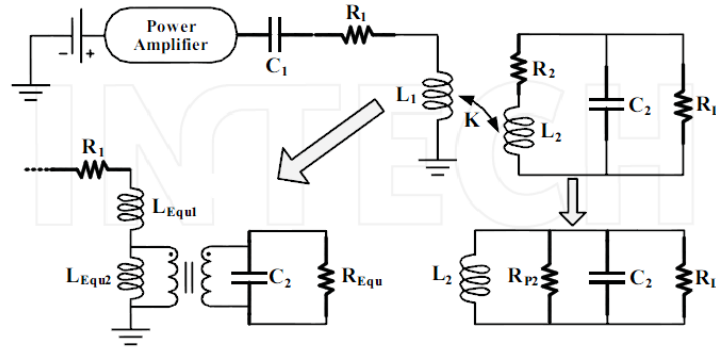 Power
Amplifier
− +
C1
R1
L1
K
R2
L2
C2
R1
R1
LEqu1
LEqu2
C2
REqu
L2
RP2
C2
R1
INTECH